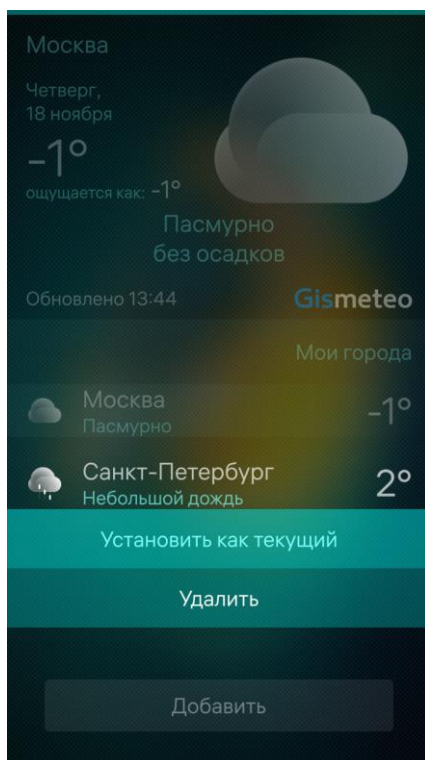 Москва
Четверг,
18 ноября
-1°
ощущается как: -1°
Пасмурно
без осадков
Обновлено 13:44
Gismeteo
Мои города
Москва
-1°
Пасмурно
Санкт-Петербург
2°
Небольшой дождь
Установить как текущий
Удалить
Добавить